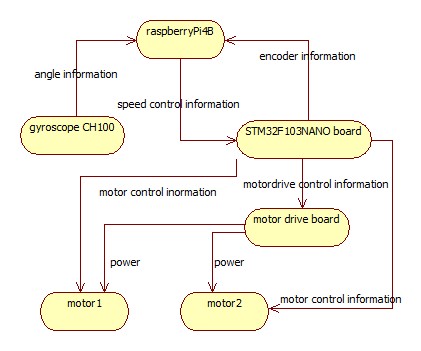 raspberryPi4B
encoder information
angle information
speed control information
gyroscope CH100
STM32F103NANO board
motor control inormation
motordrive control information
motor drive board
power
power
motor1
motor2
motor control information